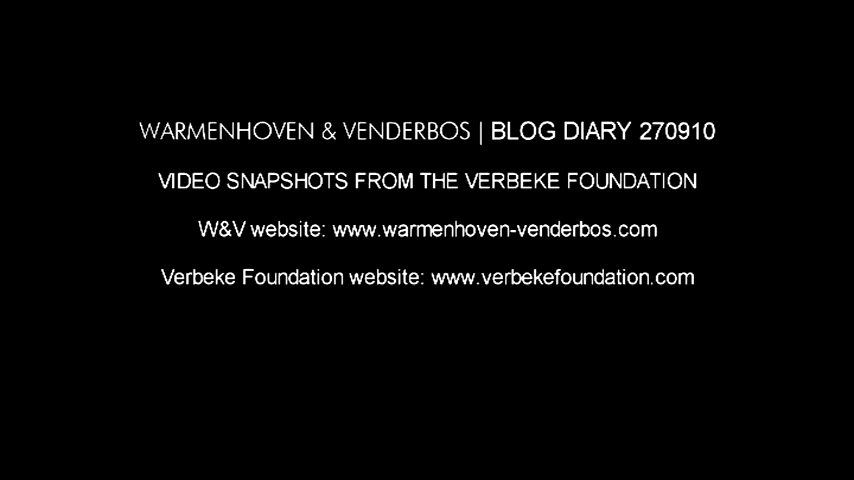 WARMENHOVEN & VENDERBOS | BLOG DIARY 270910
VIDEO SNAPSHOTS FROM THE VERBEKE FOUNDATION
W&V website: www.warmenhoven-venderbos.com
Verbeke Foundation website: www.verbekefoundation.com